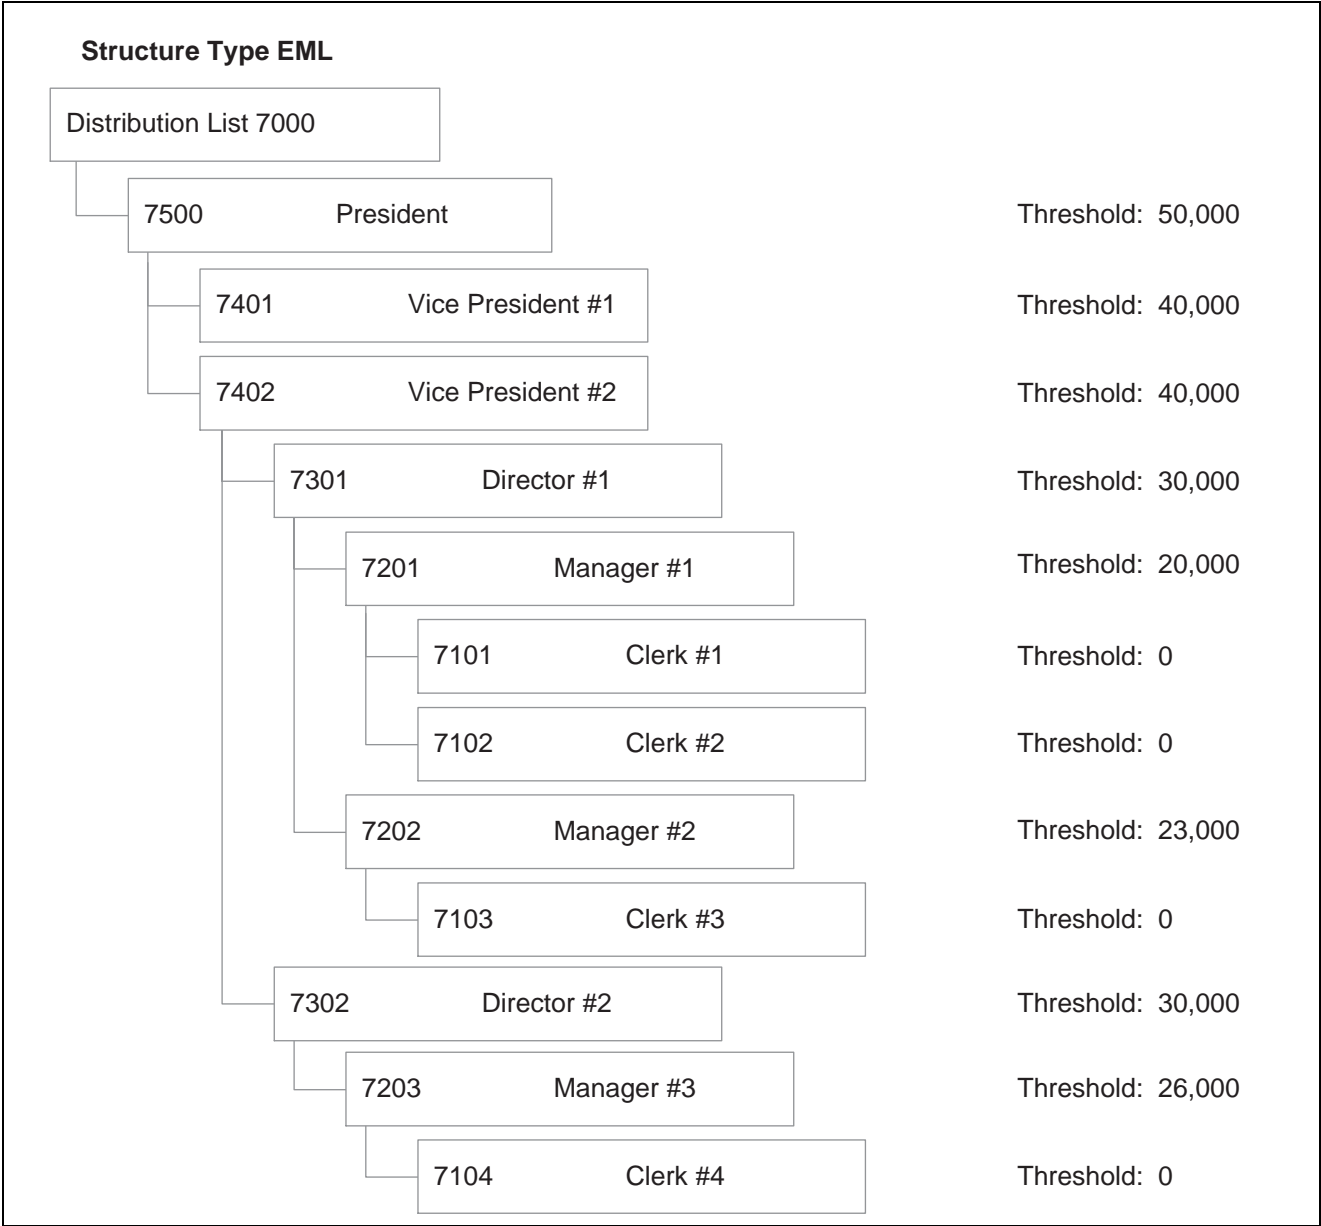 Structure Type EML
Distribution List 7000
7500 President Threshold: 50,000
7401 Vice President #1 Threshold: 40,000
7402 Vice President #2 Threshold: 40,000
7301 Director #1 Threshold: 30,000
7201 Manager #1 Threshold: 20,000
7101 Clerk #1 Threshold: 0
7102 Clerk #2 Threshold: 0
7202 Manager #2 Threshold: 23,000
7103 Clerk #3 Threshold: 0
7302 Director #2 Threshold: 30,000
7203 Manager #3 Threshold: 26,000
7104 Clerk #4 Threshold: 0